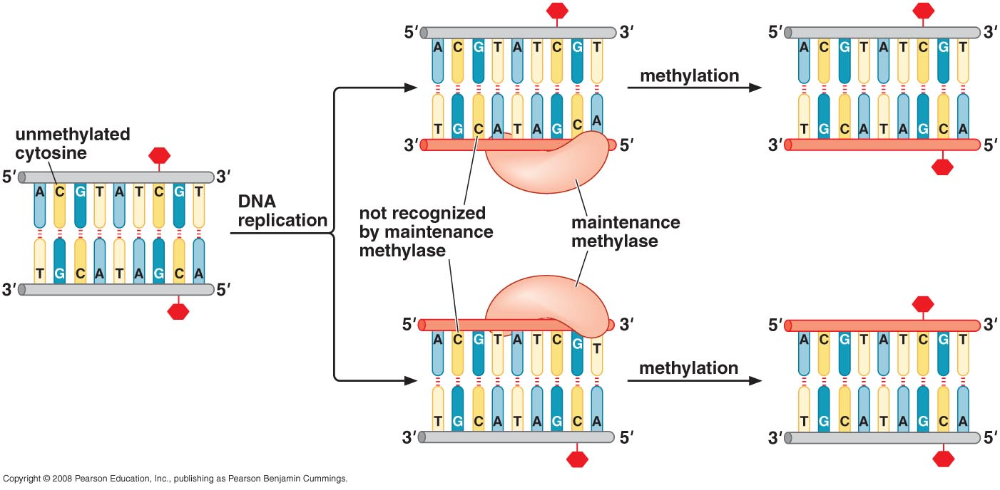 5′ 3′
A C G T A T C G T
T G C A T A G C A
3′ 5′
unmethylated
cytosine
DNA
replication
5′ 3′
A C G T A T C G T
T G C A T A G C A
3′ 5′
not recognized
by maintenance
methylase
maintenance
methylase
5′ 3′
A C G T A T C G T
T G C A T A G C A
3′ 5′
methylation
5′ 3′
A C G T A T C G T
T G C A T A G C A
3′ 5′
methylation
5′ 3′
A C G T A T C G T
T G C A T A G C A
3′ 5′
Copyright © 2008 Pearson Education, Inc., publishing as Pearson Benjamin Cummings.